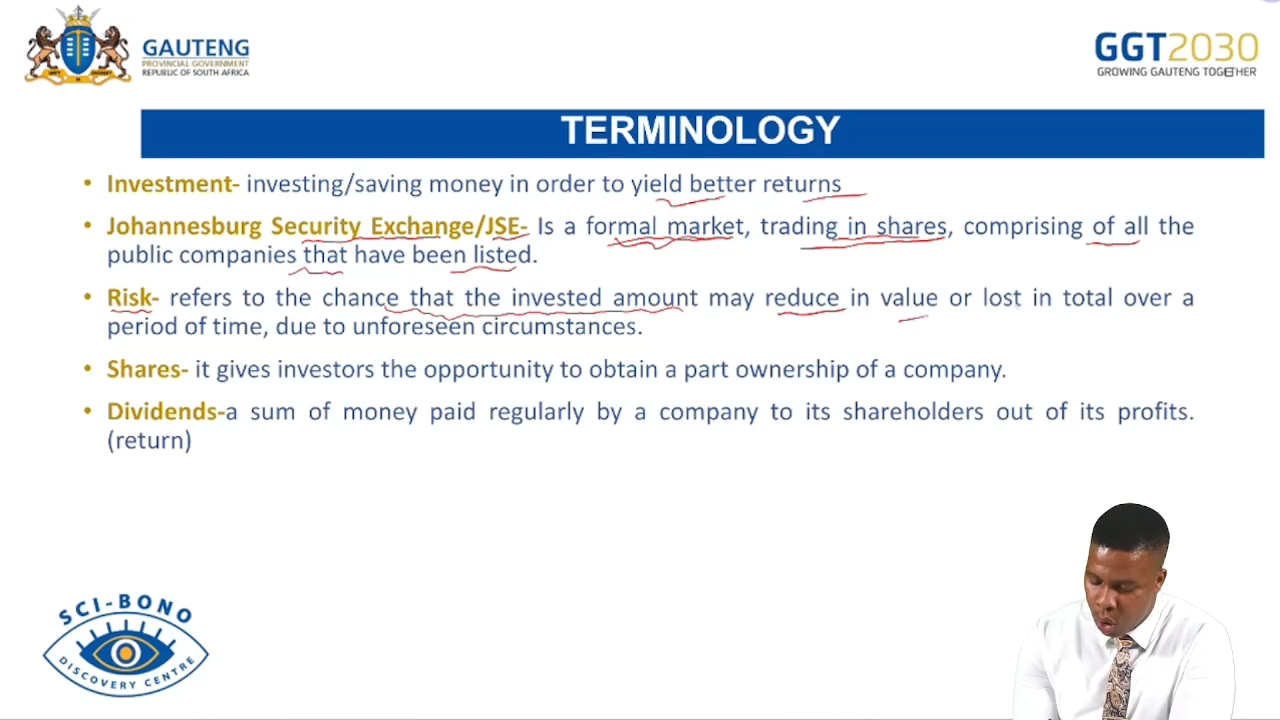 GAUTENG
PROVINCIAL GOVERNMENT
REPUBLIC OF SOUTH AFRICA
UNITY IN DIVERSITY
GGT2030
GROWING GAUTENG TOGETHER
TERMINOLOGY
• Investment- investing/saving money in order to yield better returns
• Johannesburg Security Exchange/JSE- Is a formal market, trading in shares, comprising of all the
public companies that have been listed.
• Risk- refers to the chance that the invested amount may reduce in value or lost in total over a
period of time, due to unforeseen circumstances.
• Shares- it gives investors the opportunity to obtain a part ownership of a company.
• Dividends-a sum of money paid regularly by a company to its shareholders out of its profits.
(return)
SCI-BONO
DISCOVERY CENTRE